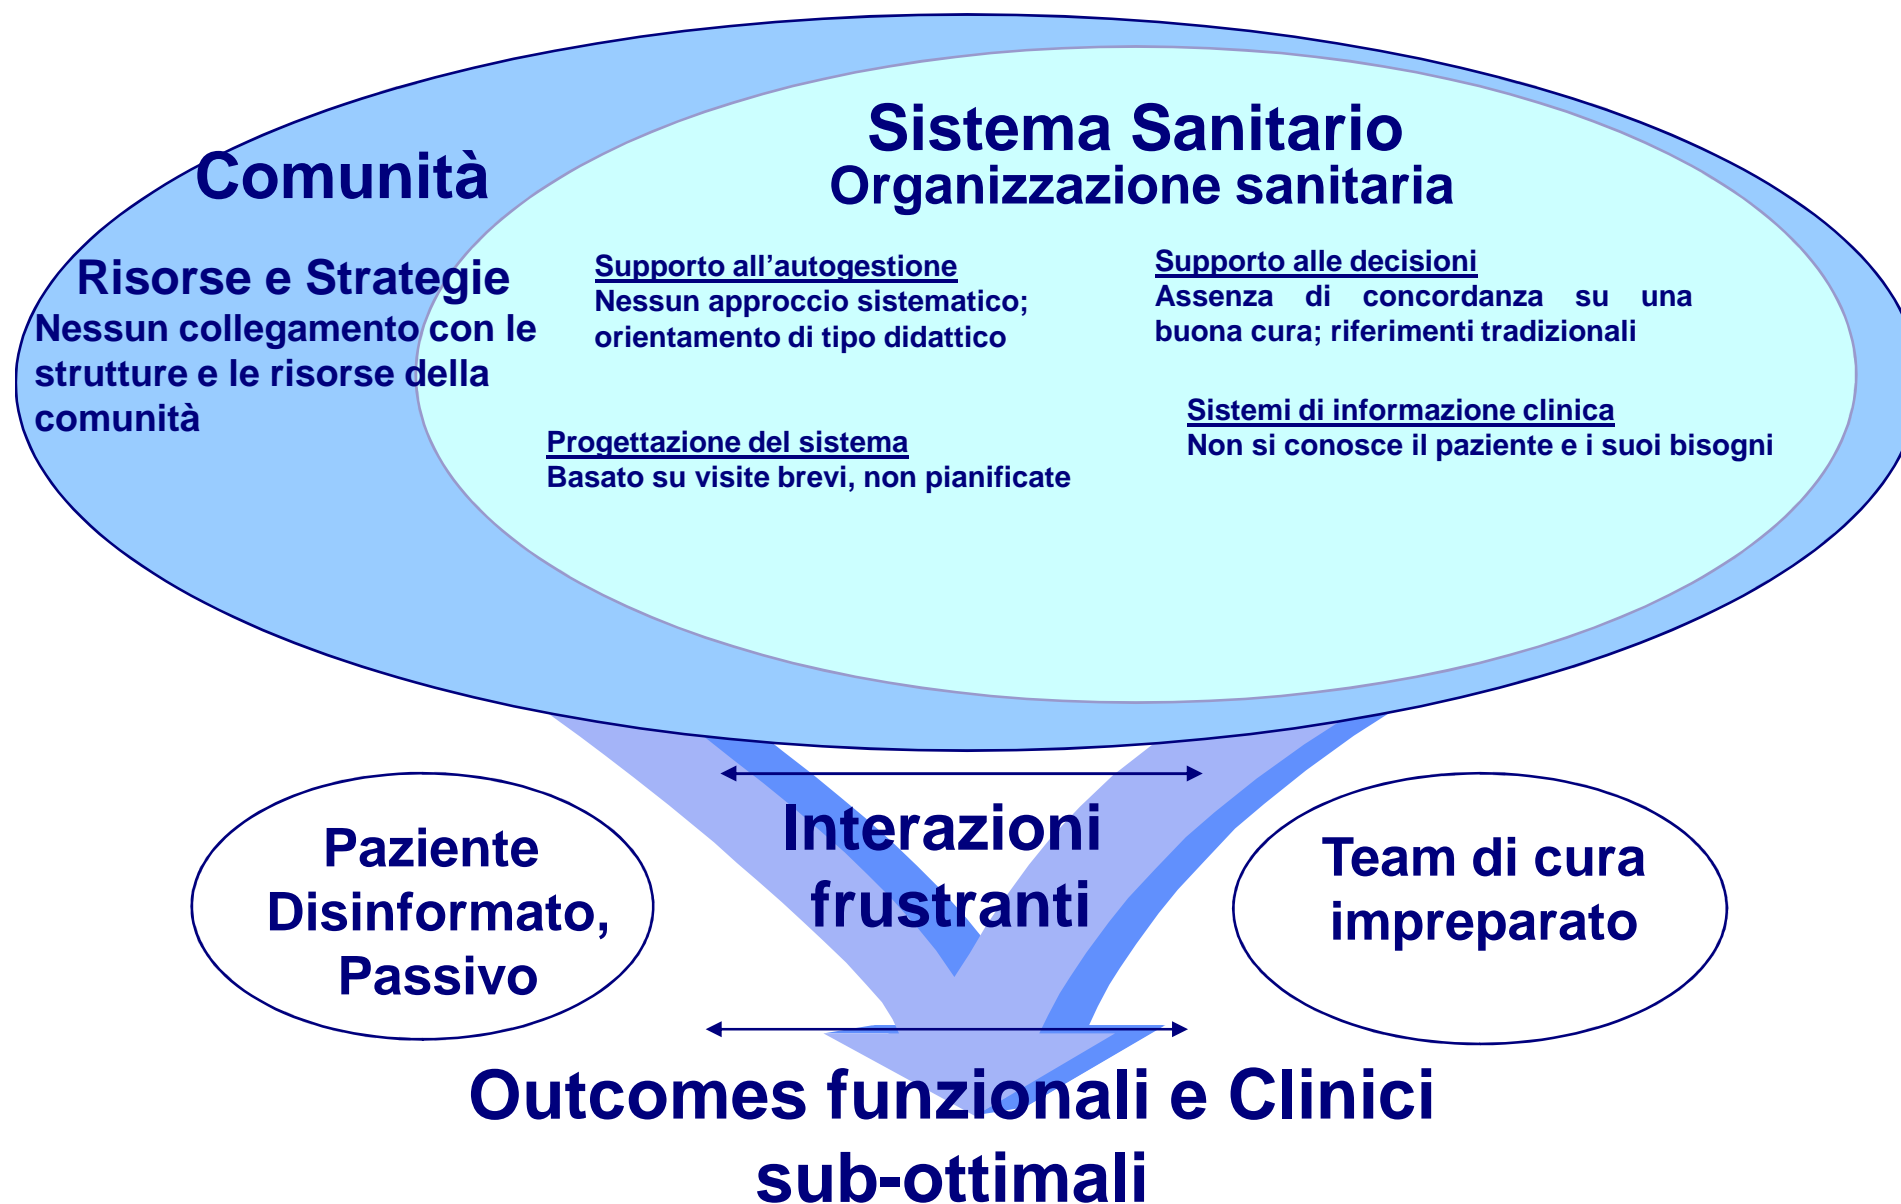 Comunità
Risorse e Strategie
Nessun collegamento con le
strutture e le risorse della
comunità
Sistema Sanitario
Organizzazione sanitaria
Supporto all’autogestione
Nessun approccio sistematico;
orientamento di tipo didattico
Supporto alle decisioni
Assenza di concordanza su una
buona cura; riferimenti tradizionali
Progettazione del sistema
Basato su visite brevi, non pianificate
Sistemi di informazione clinica
Non si conosce il paziente e i suoi bisogni
Paziente
Disinformato,
Passivo
Interazioni
frustranti
Team di cura
impreparato
Outcomes funzionali e Clinici
sub-ottimali